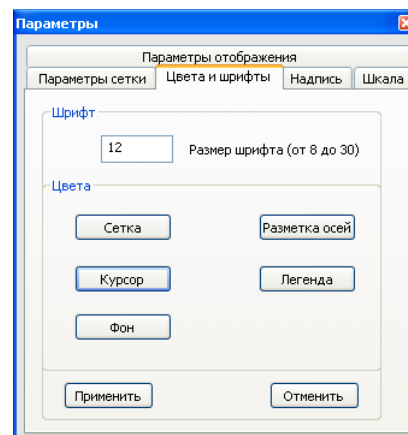 Параметры
Параметры отображения
Параметры сетки Цвета и шрифты Надпись Шкала
Шрифт
12 Размер шрифта (от 8 до 30)
Цвета
Сетка Разметка осей
Курсор Легенда
Фон
Применить Отменить